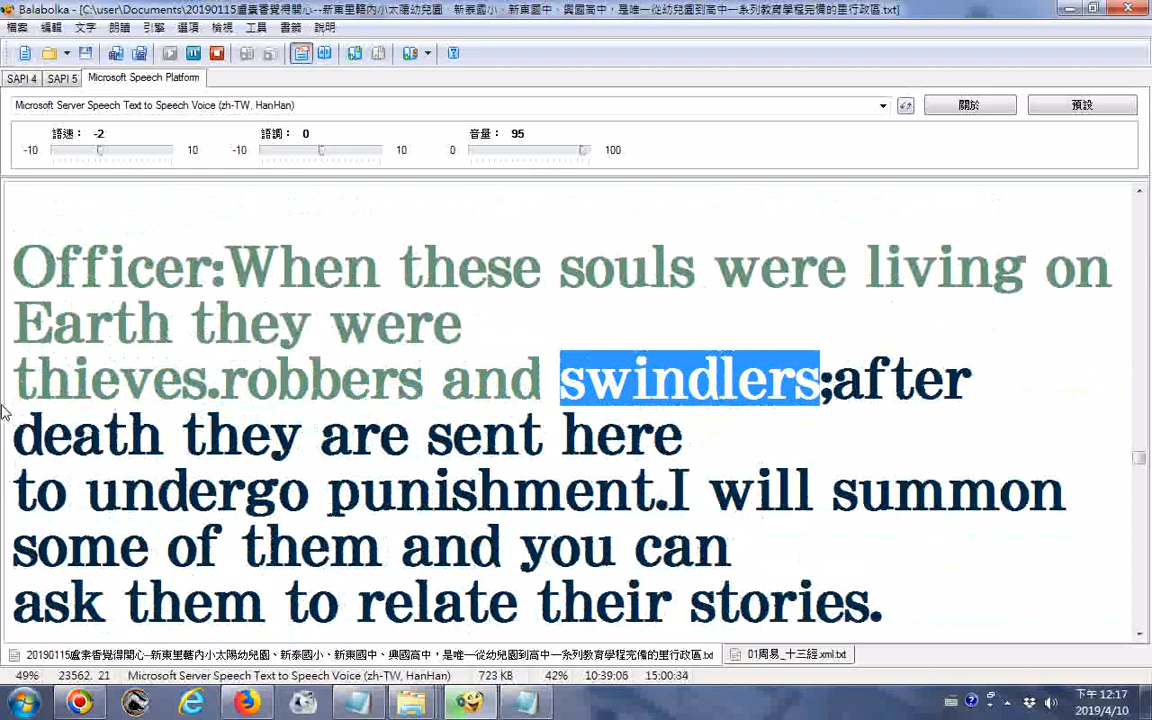 Balabolka - [C:\user\Documents\20190115盧素香覺得開心--新東里轄內小太陽幼兒園、新泰國小、新東國中、興國高中，是唯一從幼兒園到高中一系列教育學程完備的里行政區.txt]
檔案 編輯 文字 朗讀 引擎 選項 檢視 工具 書籤 說明
SAPI 4 SAPI 5 Microsoft Speech Platform
Microsoft Server Speech Text to Speech Voice (zh-TW, HanHan) 關於 預設
語速： -2 語調： 0 音量： 95
-10 10 -10 10 0 100
Officer:When these souls were living on
Earth they were
thieves.robbers and swindlers;after
death they are sent here
to undergo punishment.I will summon
some of them and you can
ask them to relate their stories.
20190115盧素香覺得開心--新東里轄內小太陽幼兒園、新泰國小、新東國中、興國高中，是唯一從幼兒園到高中一系列教育學程完備的里行政區.txt 01周易_十三經.xml.txt
49% 23562. 21 Microsoft Server Speech Text to Speech Voice (zh-TW, HanHan) 723 KB 42% 10:39:06 15:00:34
下午 12:17
2019/4/10